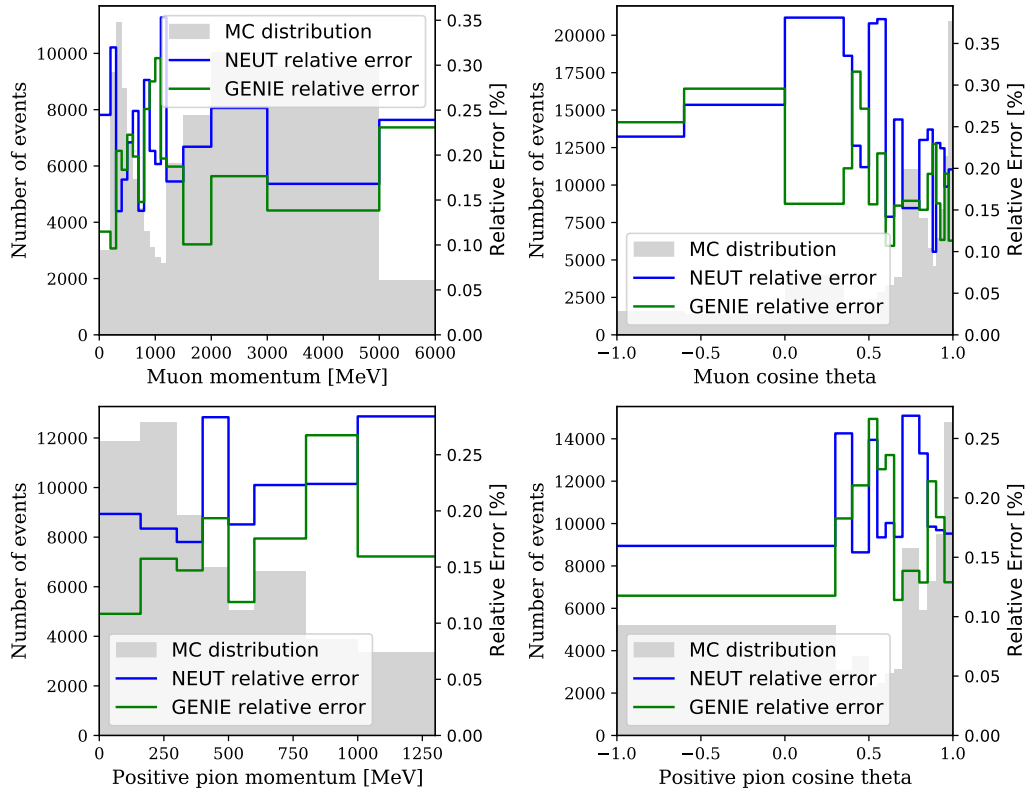 MC distribution
NEUT relative error
GENIE relative error
Number of events
Relative Error [%]
0
2000
4000
6000
8000
10000
0.00
0.05
0.10
0.15
0.20
0.25
0.30
0.35
0 1000 2000 3000 4000 5000 6000
Muon momentum [MeV]
MC distribution
NEUT relative error
GENIE relative error
Number of events
Relative Error [%]
0
2500
5000
7500
10000
12500
15000
17500
20000
0.00
0.05
0.10
0.15
0.20
0.25
0.30
0.35
−1.0 −0.5 0.0 0.5 1.0
Muon cosine theta
MC distribution
NEUT relative error
GENIE relative error
Number of events
Relative Error [%]
0
2000
4000
6000
8000
10000
12000
0.00
0.05
0.10
0.15
0.20
0.25
0 250 500 750 1000 1250
Positive pion momentum [MeV]
MC distribution
NEUT relative error
GENIE relative error
Number of events
Relative Error [%]
0
2000
4000
6000
8000
10000
12000
14000
0.00
0.05
0.10
0.15
0.20
0.25
−1.0 −0.5 0.0 0.5 1.0
Positive pion cosine theta